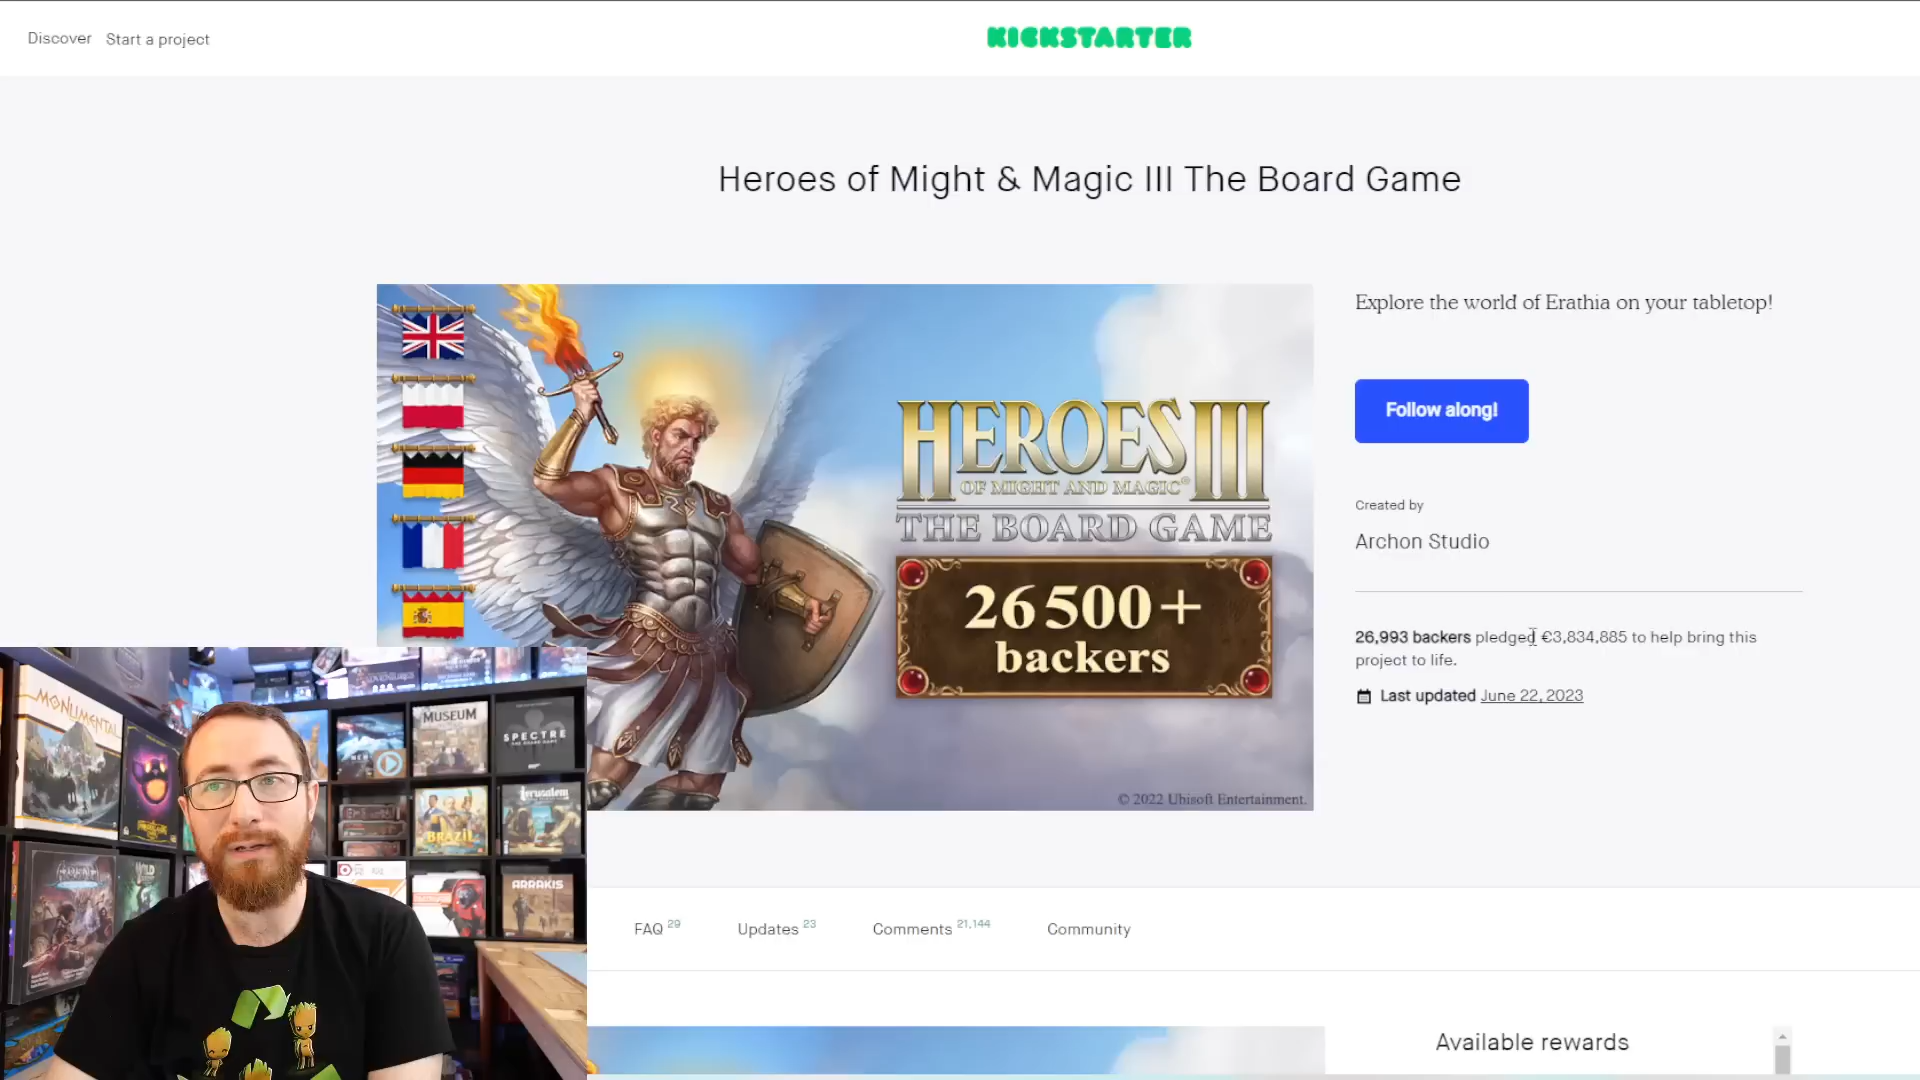 Discover
Start a project
KICKSTARTER
Heroes of Might & Magic III The Board Game
HEROES III
OF MIGHT AND MAGIC®
THE BOARD GAME
26 500+
backers
© 2022 Ubisoft Entertainment.
Explore the world of Erathia on your tabletop!
Follow along!
Created by
Archon Studio
26,993 backers pledged €3,834,885 to help bring this
project to life.
Last updated June 22, 2023
MONUMENTAL
MUSEUM
SPECTRE
BRAZIL
Jerusalem
ARRAKIS
FAQ 29
Updates 23
Comments 21,144
Community
Available rewards